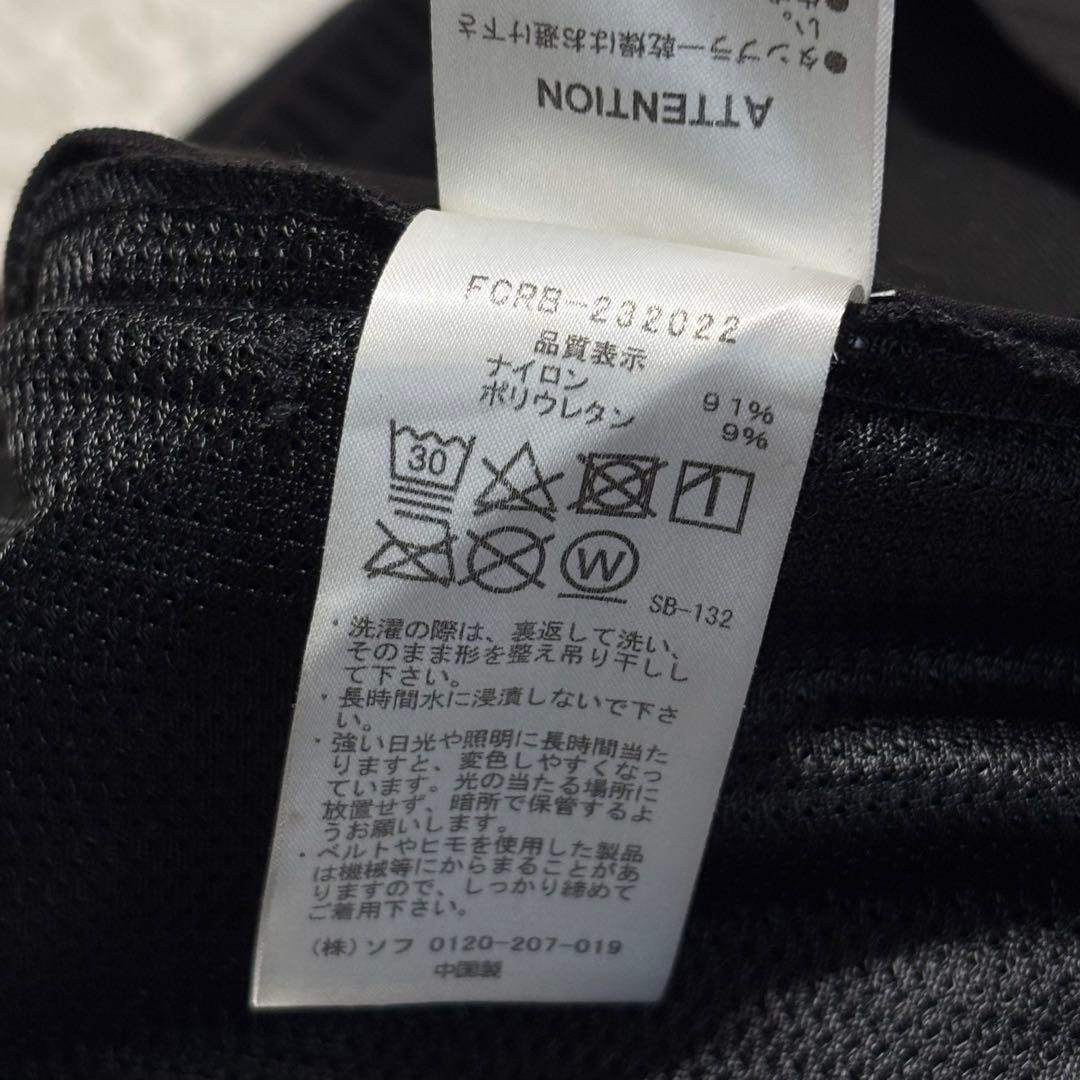 い。
●タンブラー乾燥はお避け下さ
ATTENTION
FCRB-232022
品質表示
ナイロン 91%
ポリウレタン 9%
30
W
SB-132
・洗濯の際は、裏返して洗い、
そのまま形を整え吊り干しし
て下さい。
・長時間水に浸漬しないで下さ
い。
・強い日光や照明に長時間当た
りますと、変色しやすくなっ
ています。光の当たる場所に
放置せず、暗所で保管するよ
うお願いします。
・ベルトやヒモを使用した製品
は機械等にからまることがあ
りますので、しっかり締めて
ご着用下さい。
(株)ソフ 0120-207-019
中国製